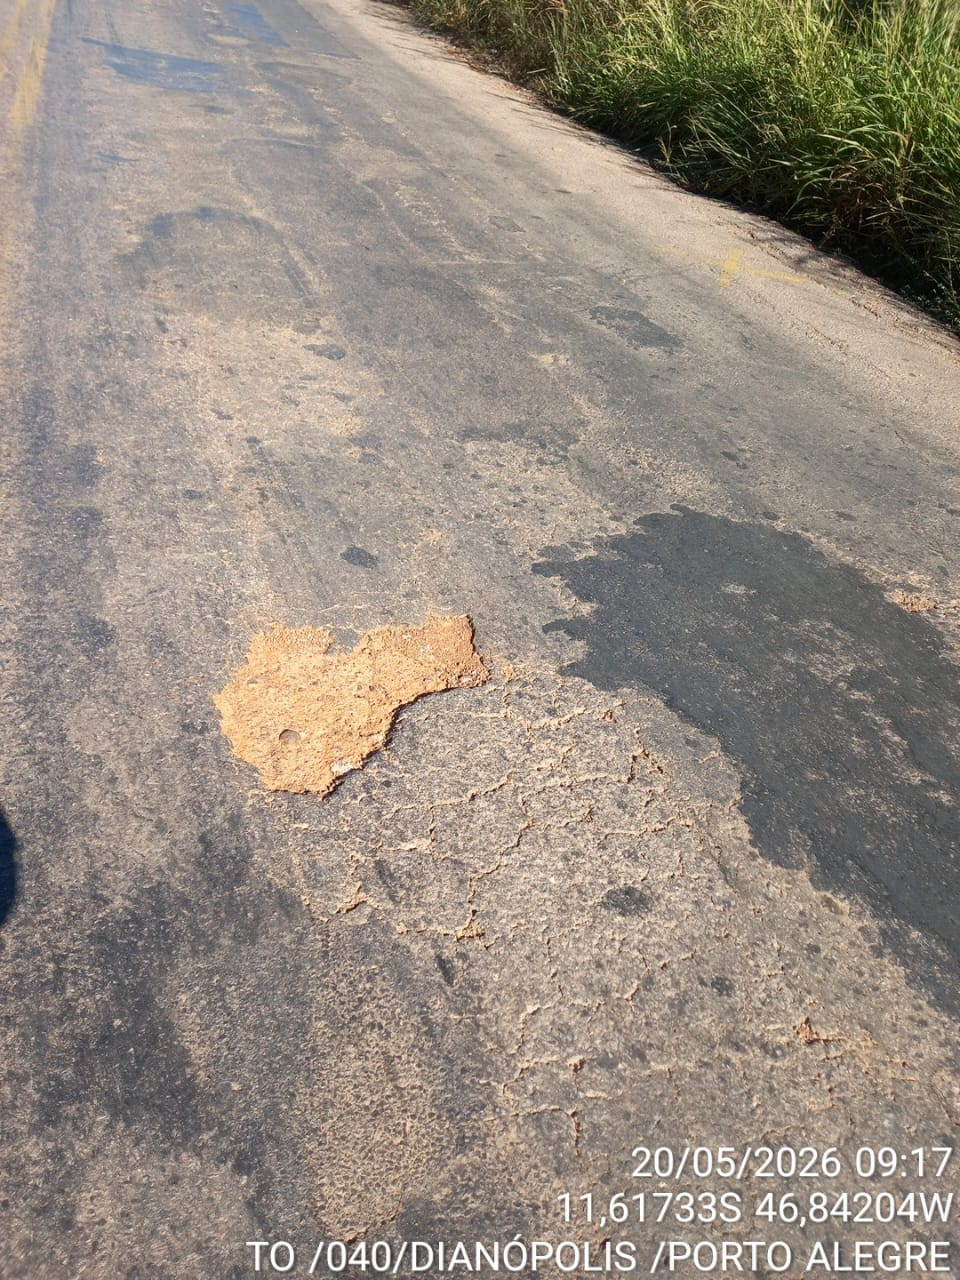 20/05/2026 09:17
11,61733S 46,84204W
TO /040/DIANÓPOLIS /PORTO ALEGRE